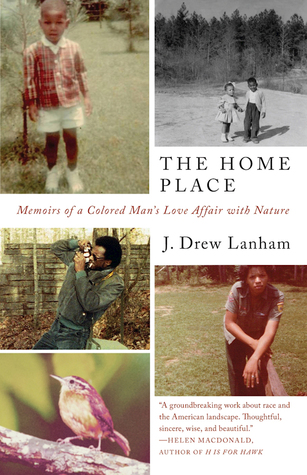 THE HOME
PLACE
Memoirs of a Colored Man's Love Affair with Nature
J. Drew Lanham
“A groundbreaking work about race and
the American landscape. Thoughtful,
sincere, wise, and beautiful.”
—HELEN MACDONALD,
AUTHOR OF H IS FOR HAWK